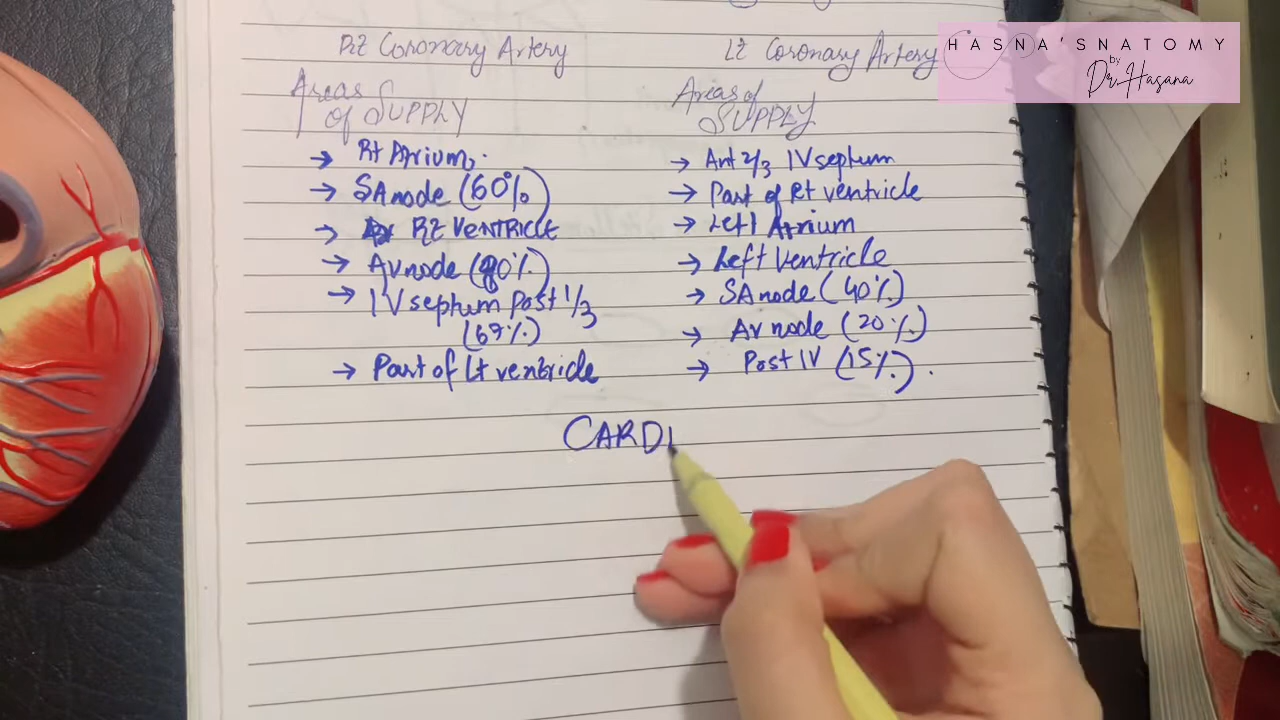 Rt Coronary Artery
Areas of SUPPLY
→ Rt Atrium.
→ SA node (60%)
→ Rt VENTRICLE
→ AV node (80%)
→ IV septum post 1/3
(67%)
→ Part of Lt ventricle
Lt Coronary Artery
Areas of SUPPLY
→ Ant 2/3 IV septum
→ Part of Rt ventricle
→ Left Atrium
→ Left Ventricle
→ SA node (40%)
→ AV node (20%)
→ Post IV (15%).
CARDI
HASNA'SNATOMY
by
Dr. Hasana